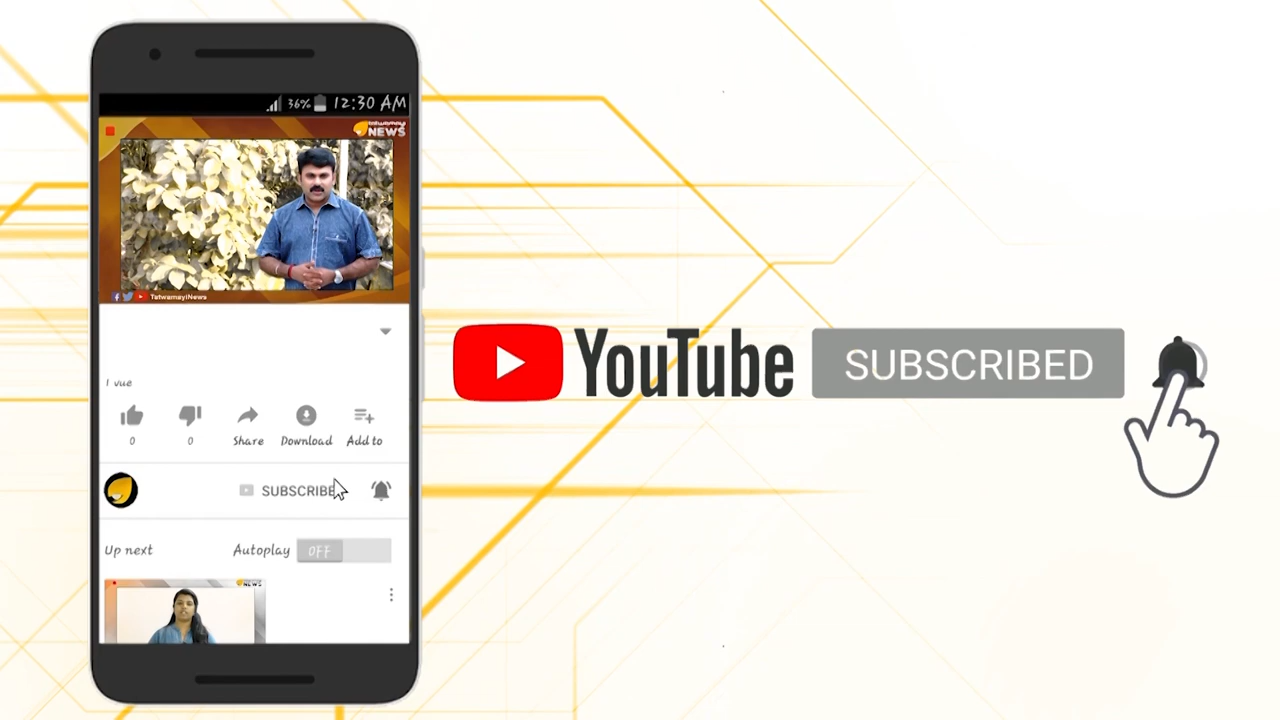 36% 12:30 AM
tatwamayi
NEWS
TatwamayiNews
1 vue
0 0 Share Download Add to
SUBSCRIBE
Up next Autoplay OFF
NEWS
YouTube SUBSCRIBED